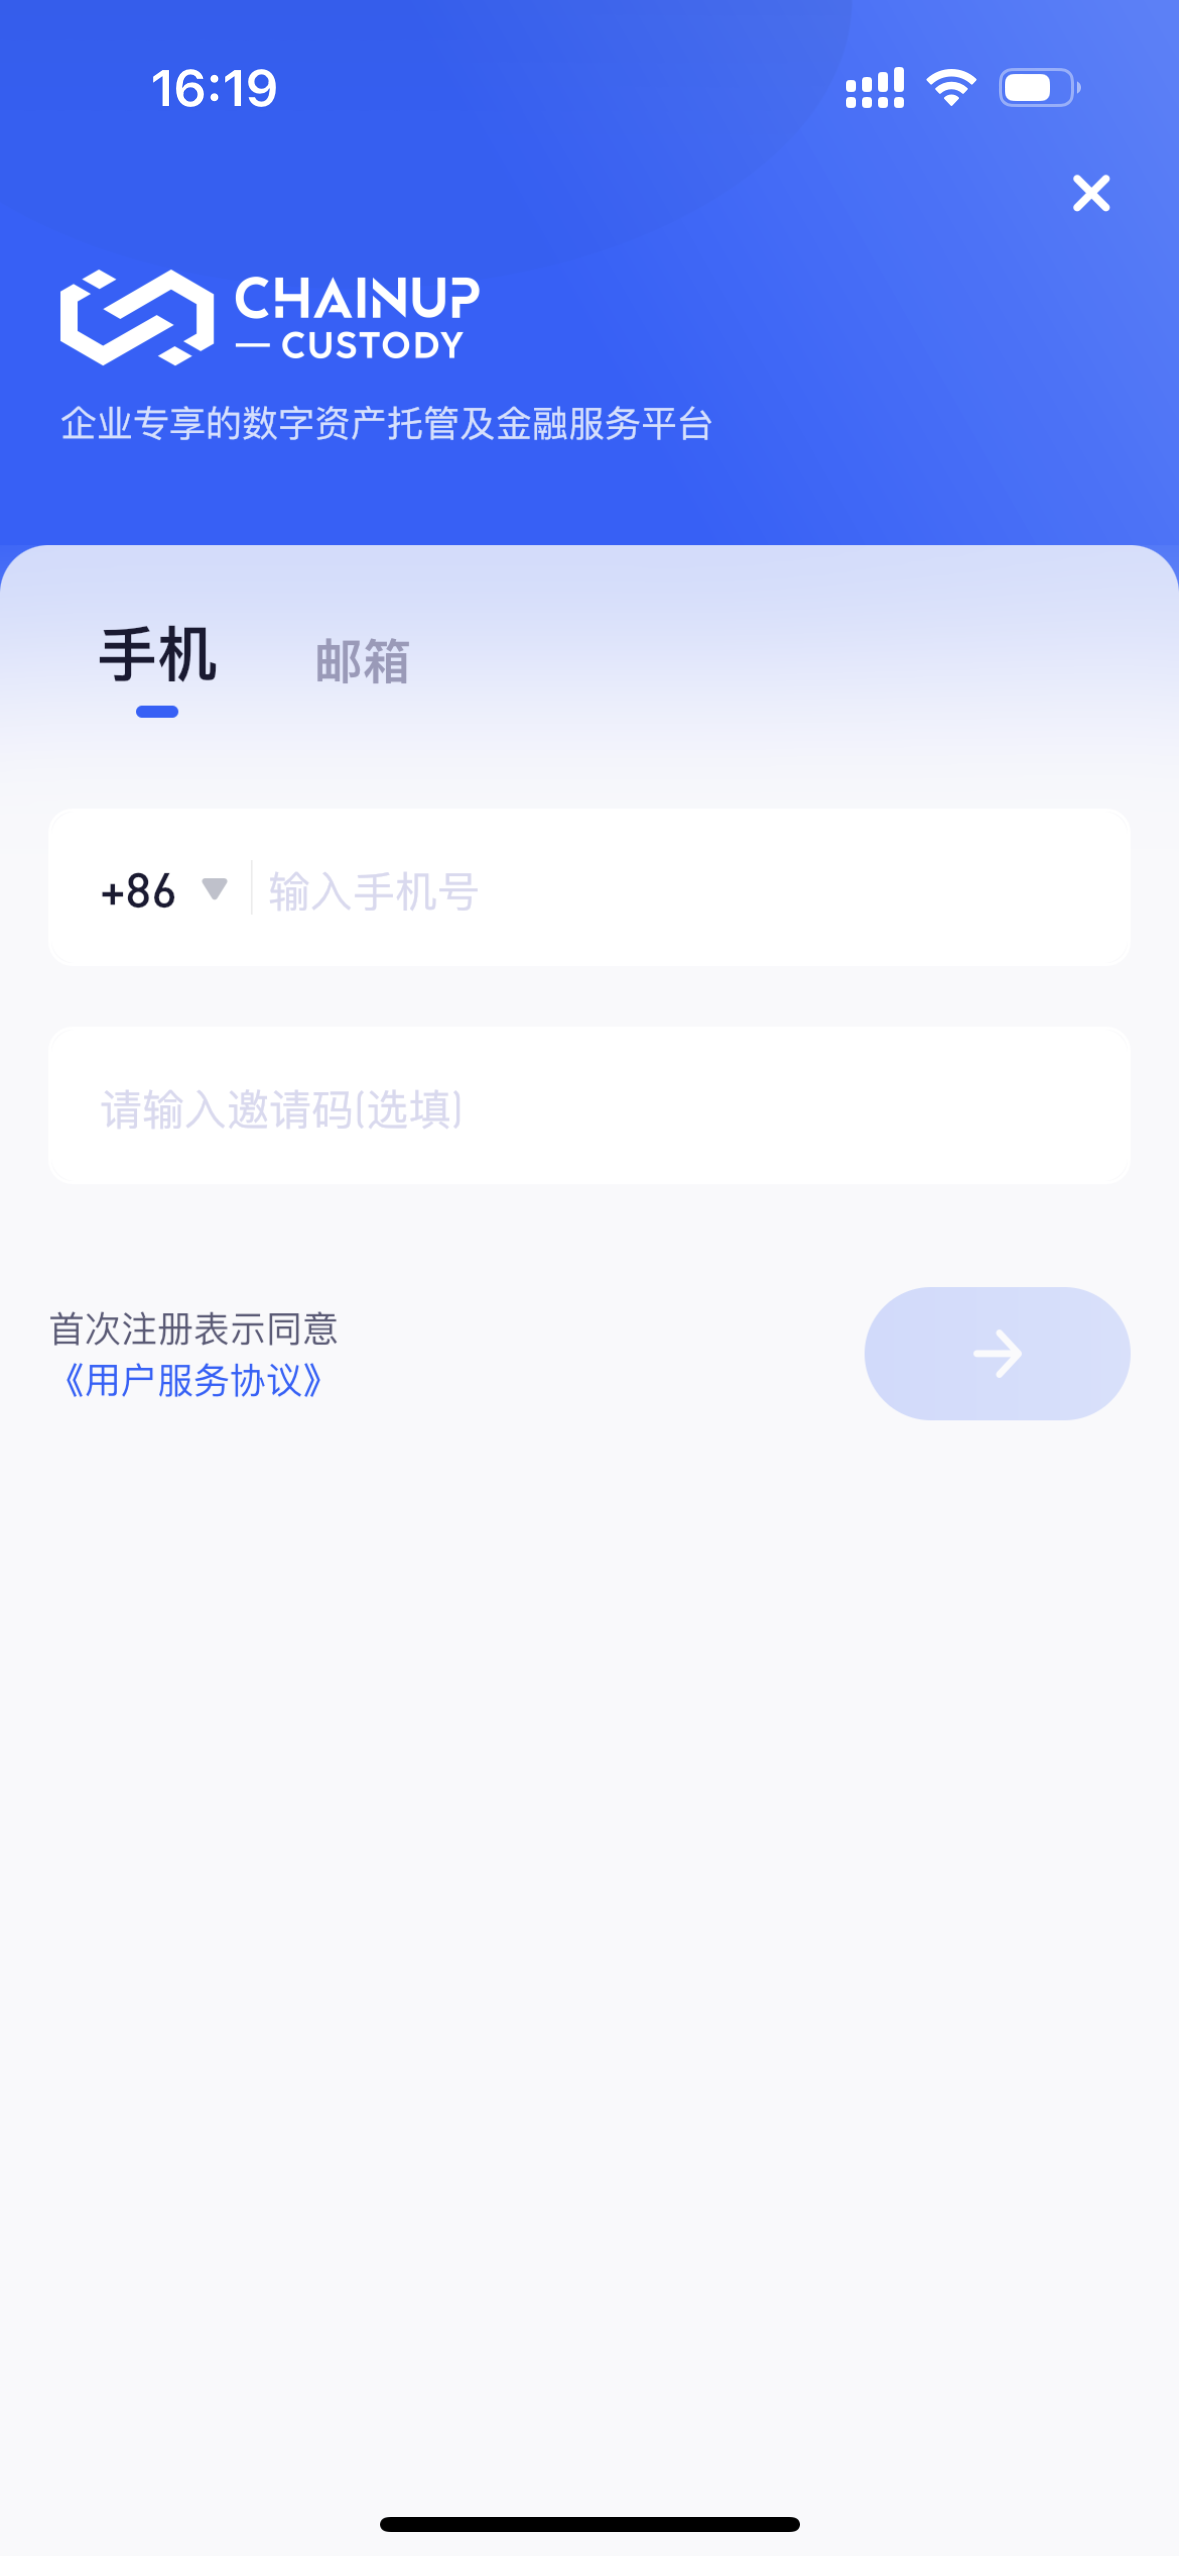 16:19
CHAINUP
— CUSTODY
企业专享的数字资产托管及金融服务平台
手机 邮箱
+86 输入手机号
请输入邀请码(选填)
首次注册表示同意
《用户服务协议》